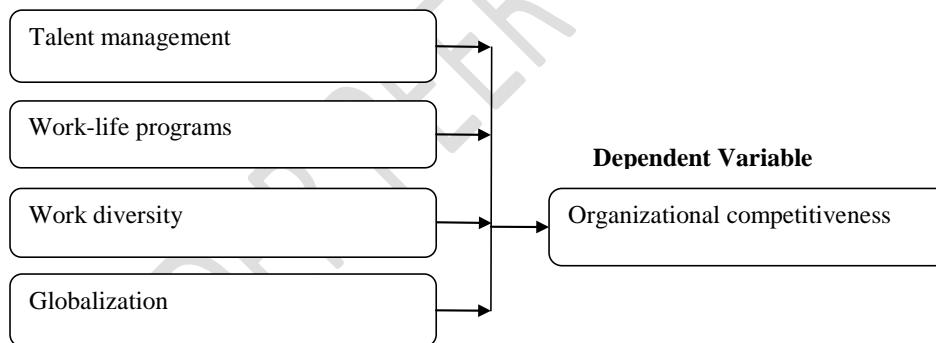 Talent management
Work-life programs
Dependent Variable
Work diversity
Organizational competitiveness
Globalization